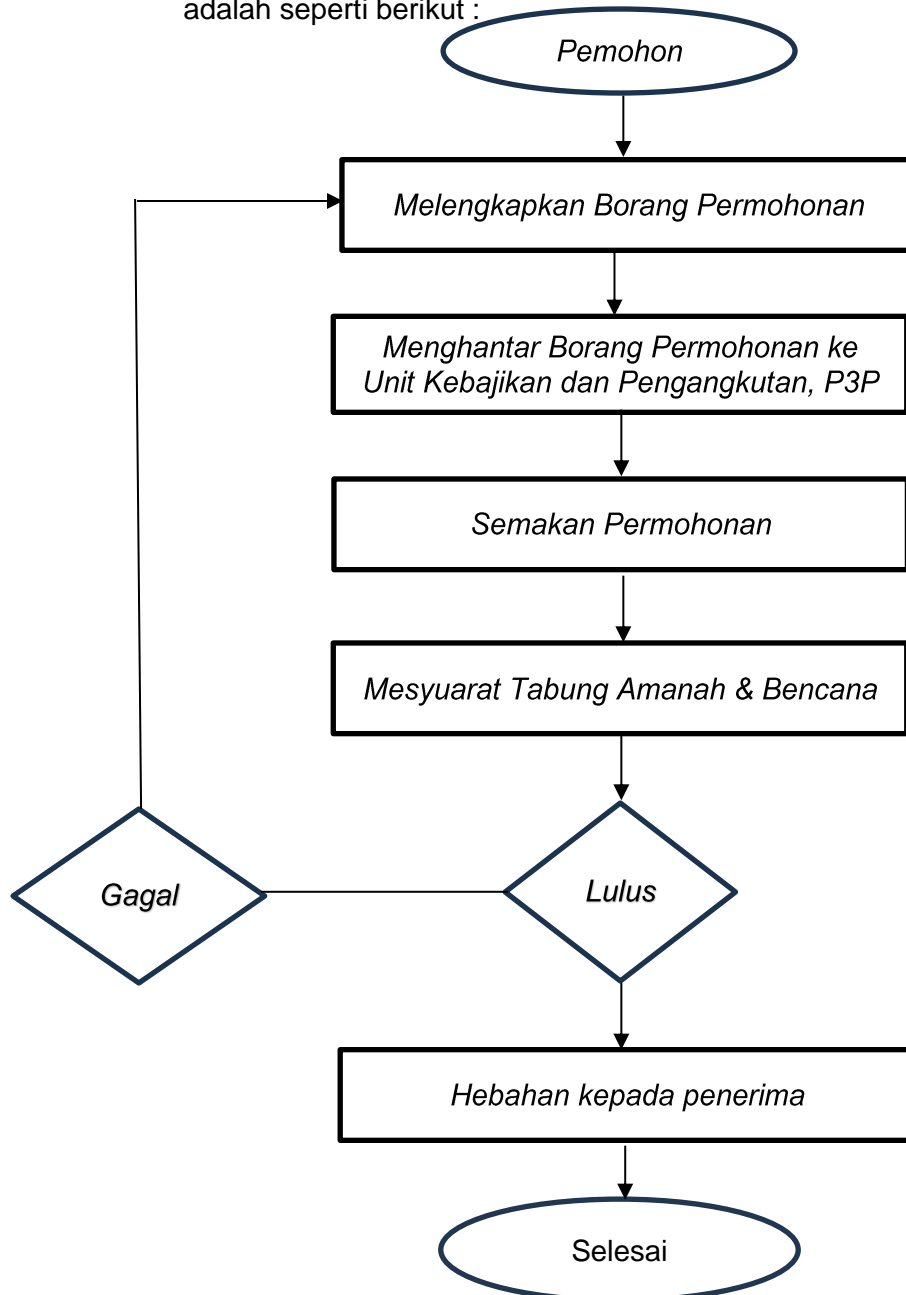 adalah seperti berikut :
Pemohon
Melengkapkan Borang Permohonan
Menghantar Borang Permohonan ke
Unit Kebajikan dan Pengangkutan, P3P
Semakan Permohonan
Mesyuarat Tabung Amanah & Bencana
Gagal
Lulus
Hebahan kepada penerima
Selesai